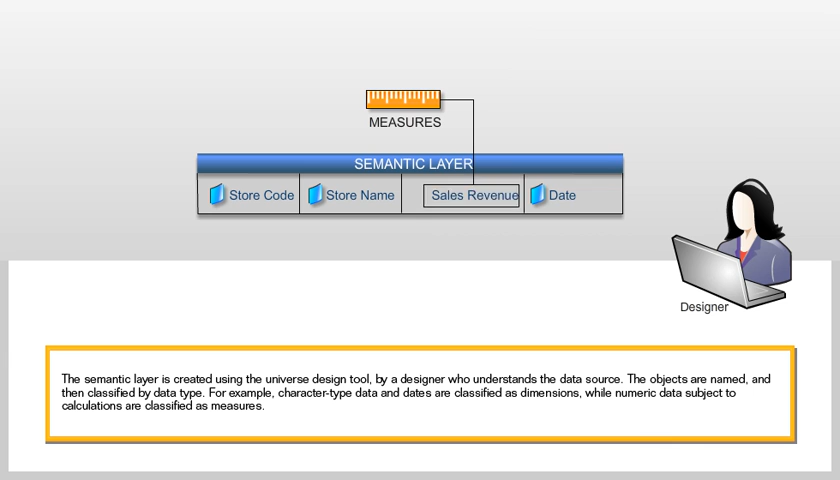 MEASURES
SEMANTIC LAYER
Store Code Store Name Sales Revenue Date
Designer
The semantic layer is created using the universe design tool, by a designer who understands the data source. The objects are named, and
then classified by data type. For example, character-type data and dates are classified as dimensions, while numeric data subject to
calculations are classified as measures.